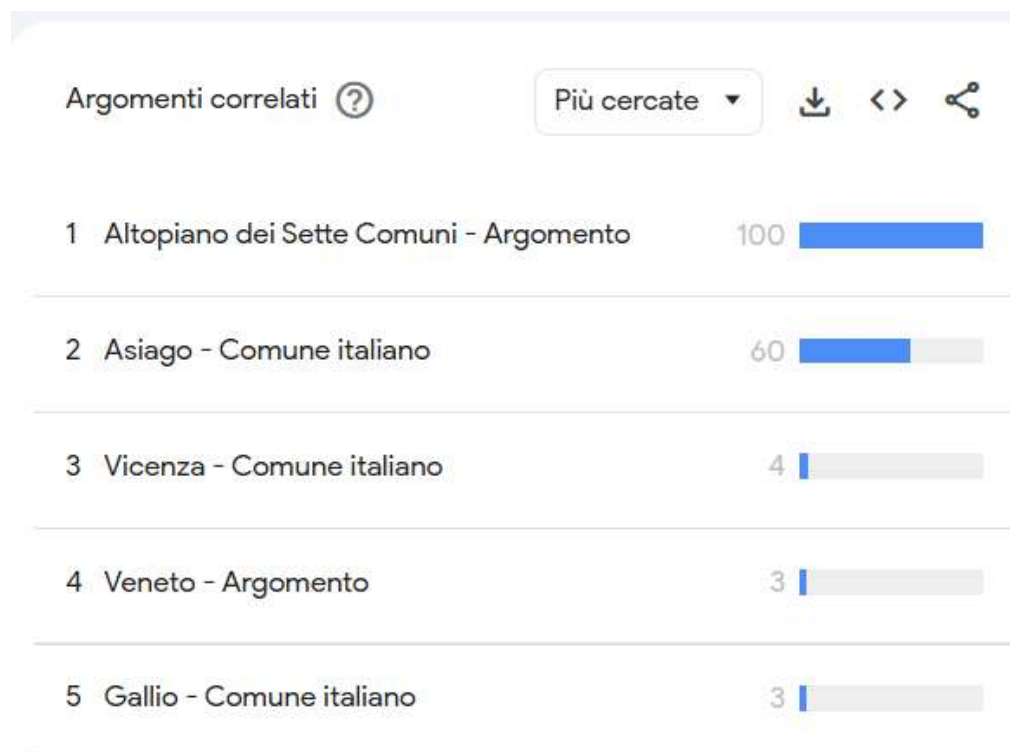 Argomenti correlati ?
Più cercate
1 Altopiano dei Sette Comuni - Argomento 100
2 Asiago - Comune italiano 60
3 Vicenza - Comune italiano 4
4 Veneto - Argomento 3
5 Gallio - Comune italiano 3